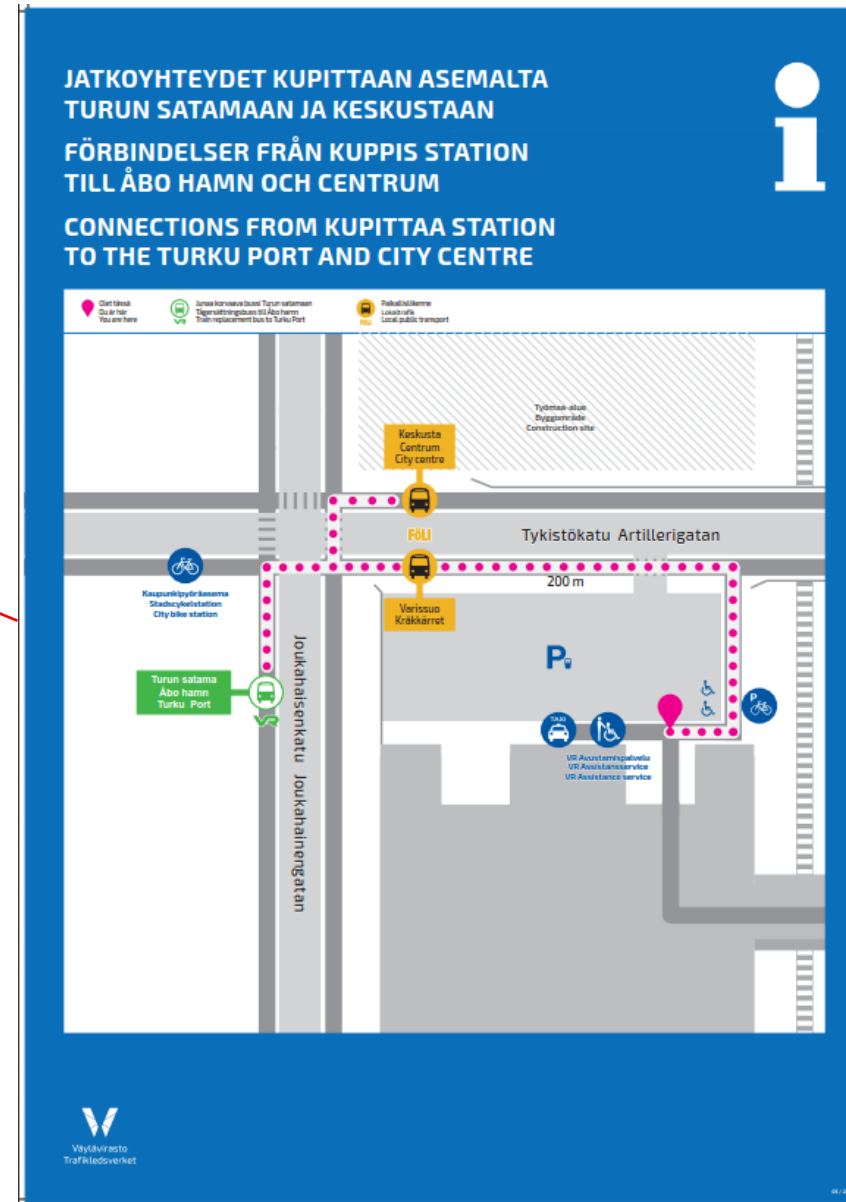 JATKOYHTEYDET KUPITTAAN ASEMALTA
TURUN SATAMAAN JA KESKUSTAAN
FÖRBINDELSER FRÅN KUPPIS STATION
TILL ÅBO HAMN OCH CENTRUM
CONNECTIONS FROM KUPITTAA STATION
TO THE TURKU PORT AND CITY CENTRE
Olet tässä
Du är här
You are here
VR
Junaa korvaava bussi Turun satamaan
Tågersättningsbuss till Åbo hamn
Train replacement bus to Turku Port
FÖLI
Paikallisliikenne
Lokaltrafik
Local public transport
Työmaa-alue
Byggområde
Construction site
Keskusta
Centrum
City centre
FÖLI
Tykistökatu Artillerigatan
200 m
Kaupunkipyöräasema
Stadscykelstation
City bike station
Varissuo
Kråkkärret
Joukahaisenkatu Joukahainengatan
P
Turun satama
Åbo hamn
Turku Port
VR
P
TAXI
VR Avustamispalvelu
VR Assistansservice
VR Assistance service
Väylävirasto
Trafikledsverket